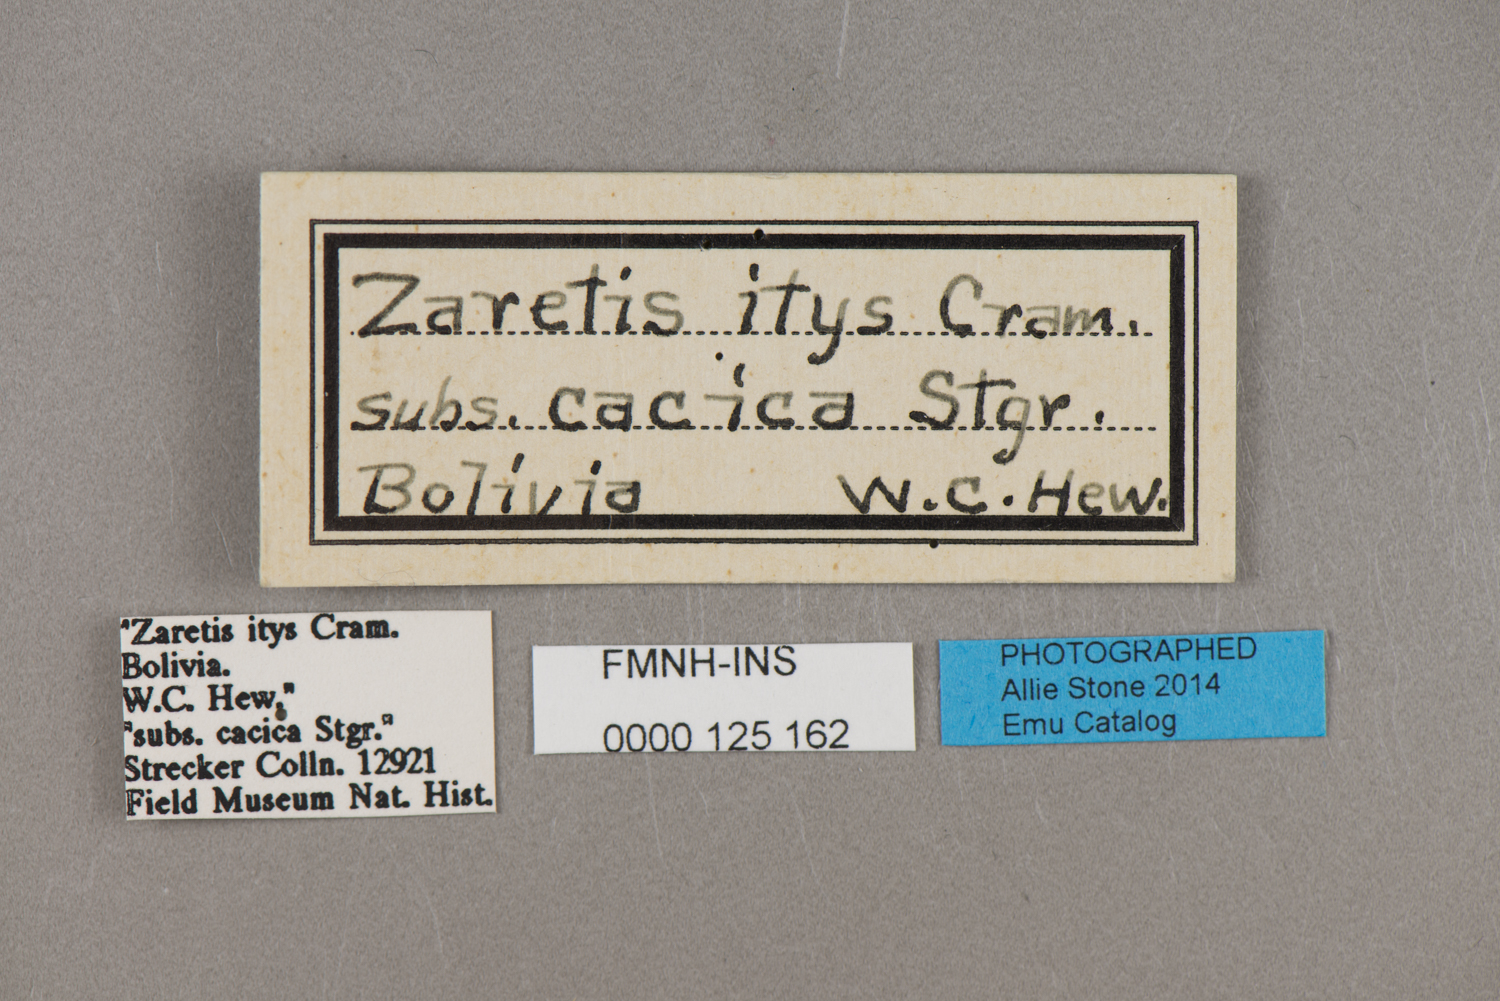 Zaretis itys Cram.
subs. cacica Stgr.
Bolivia W.C. Hew.
"Zaretis itys Cram.
Bolivia.
W.C. Hew,"
"subs. cacica Stgr."
Strecker Colln. 12921
Field Museum Nat. Hist.
FMNH-INS
0000 125 162
PHOTOGRAPHED
Allie Stone 2014
Emu Catalog